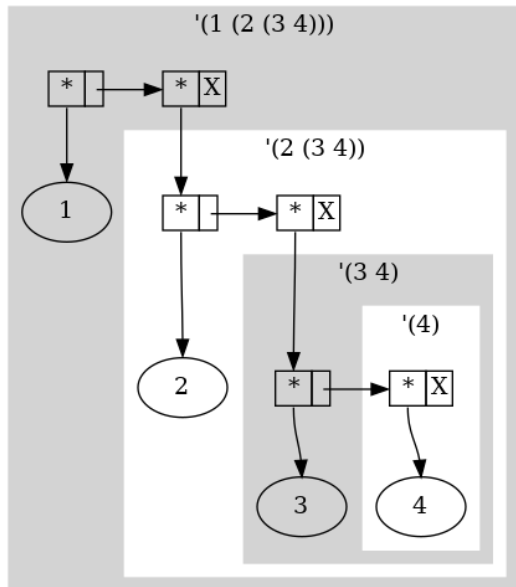 '(1 (2 (3 4)))
* * X
'(2 (3 4))
* * X
1
'(3 4)
'(4)
2
* * X
3 4